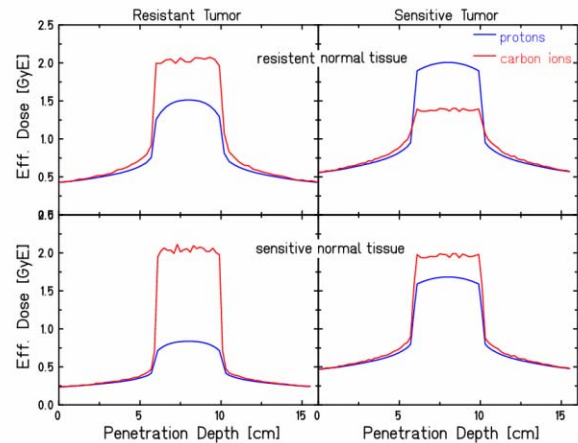 Resistant Tumor
Sensitive Tumor
protons
carbon ions
resistent normal tissue
Eff. Dose [GyE]
2.0
1.5
1.0
0.5
2.5
sensitive normal tissue
Eff. Dose [GyE]
2.0
1.5
1.0
0.5
0.0
0
5
10
15
0
5
10
15
Penetration Depth [cm]
Penetration Depth [cm]